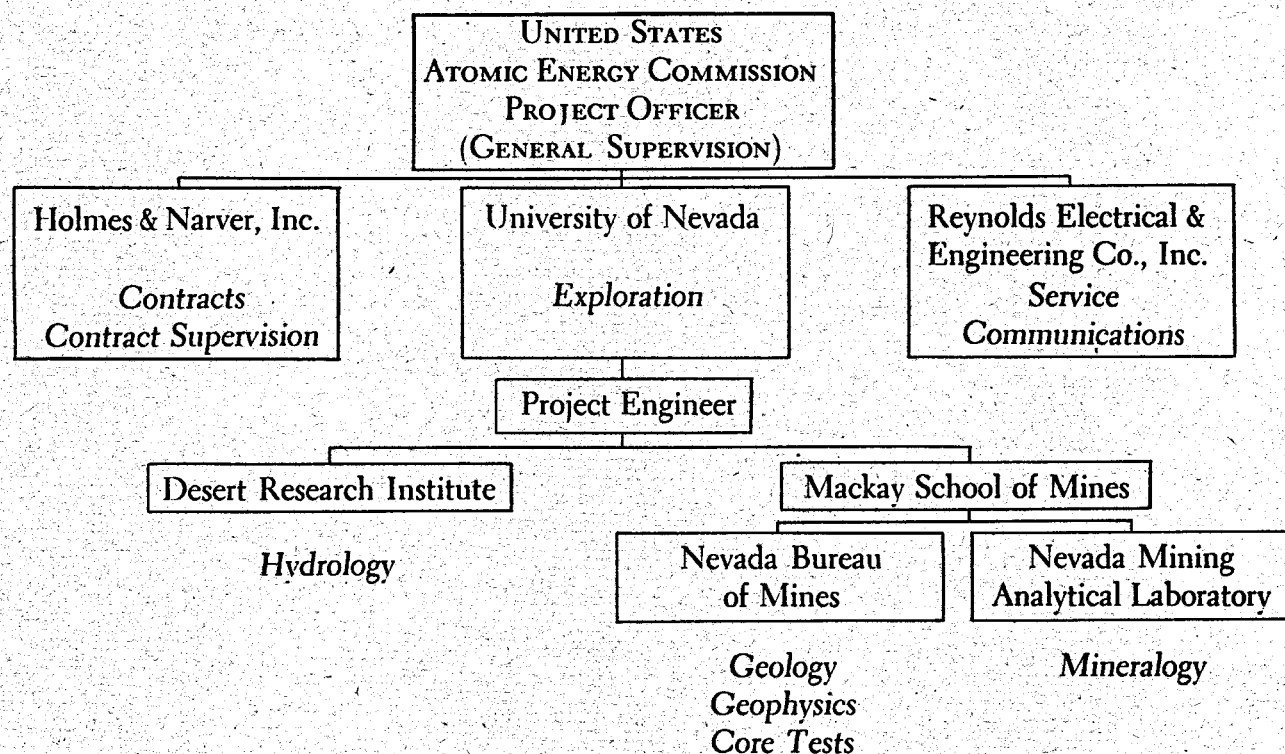 UNITED STATES
ATOMIC ENERGY COMMISSION
PROJECT OFFICER
(GENERAL SUPERVISION)
Holmes & Narver, Inc.
Contracts
Contract Supervision
University of Nevada
Exploration
Reynolds Electrical &
Engineering Co., Inc.
Service
Communications
Project Engineer
Desert Research Institute
Hydrology
Mackay School of Mines
Nevada Bureau
of Mines
Geology
Geophysics
Core Tests
Nevada Mining
Analytical Laboratory
Mineralogy